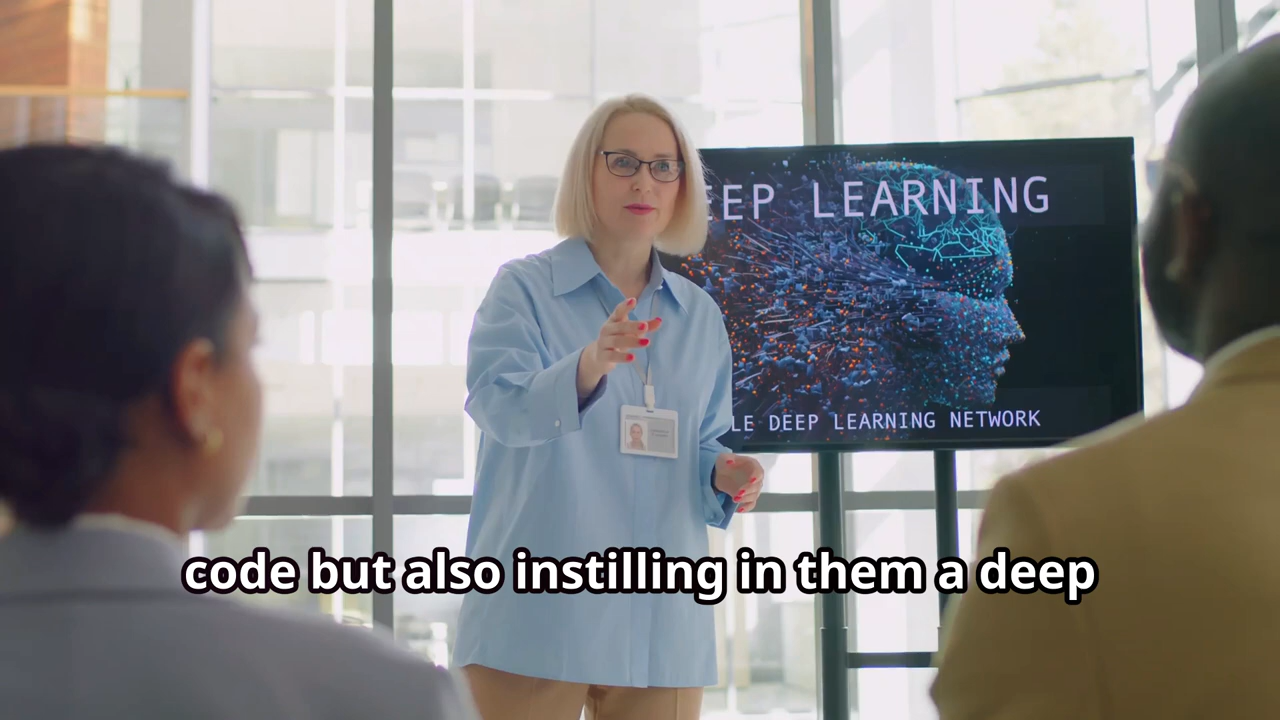 EEP LEARNING
LE DEEP LEARNING NETWORK
code but also instilling in them a deep